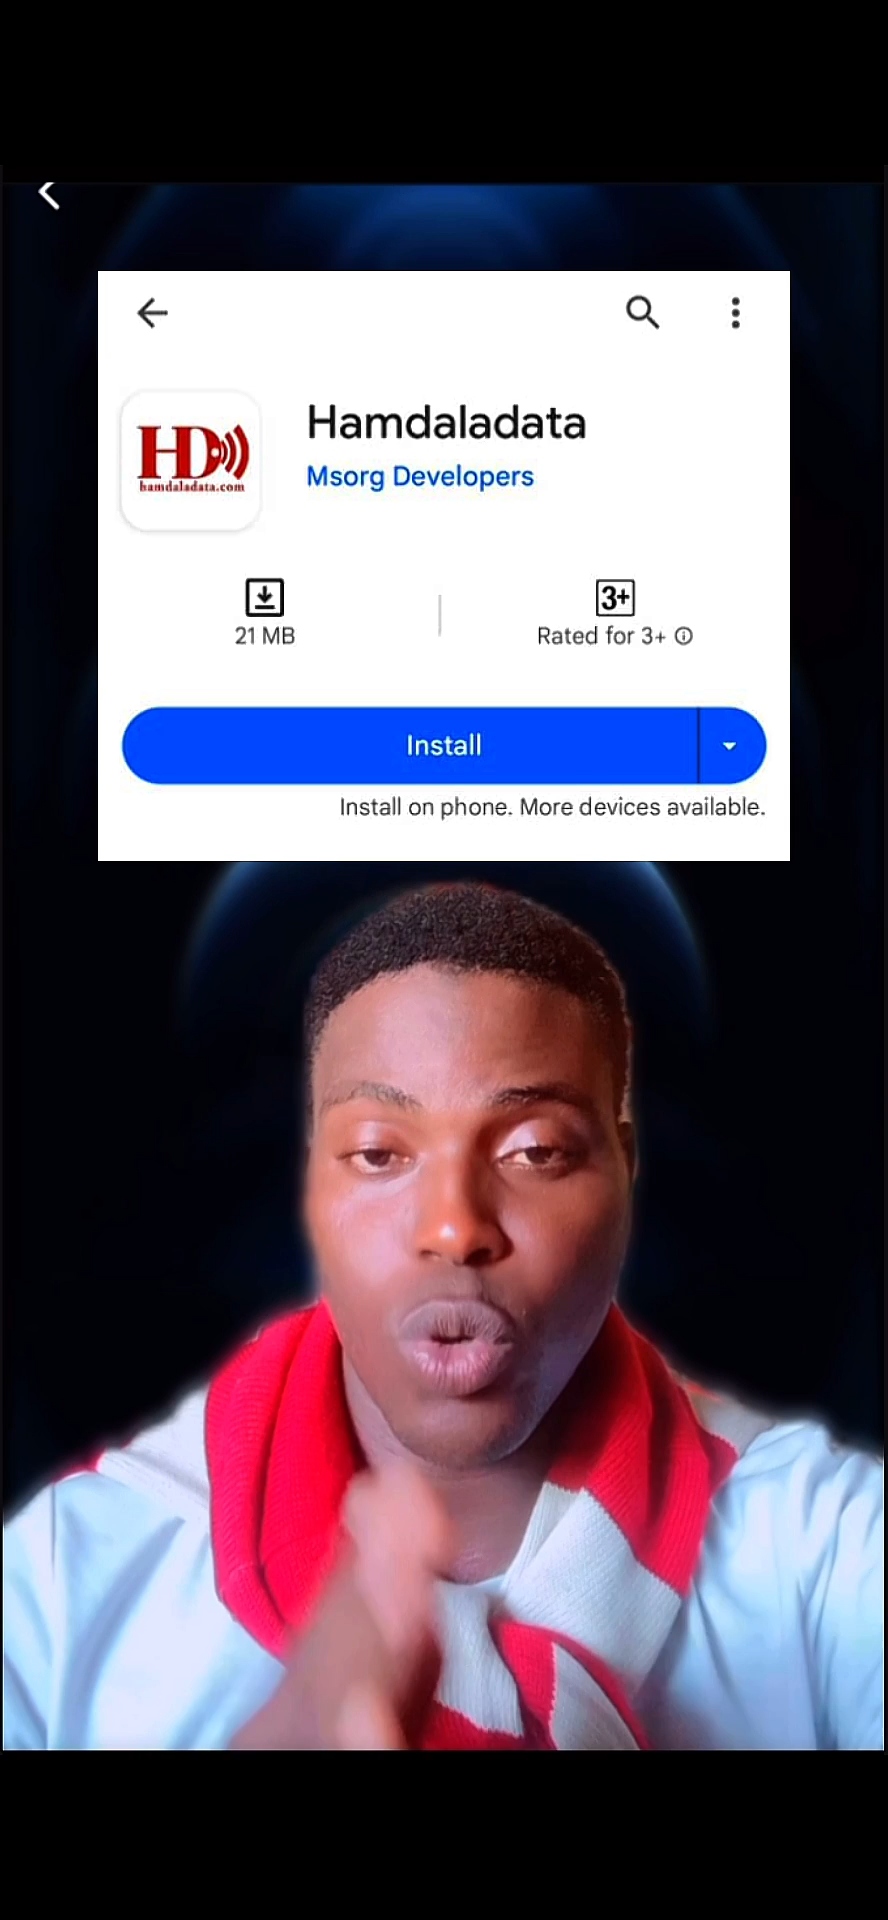 Hamdaladata
Msorg Developers
HD
hamdaladata.com
21 MB
3+
Rated for 3+
Install
Install on phone. More devices available.